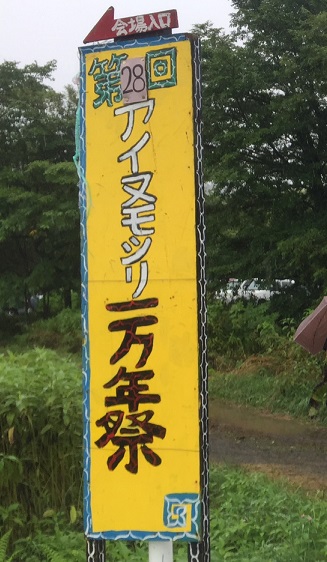 会場入口
第28回
アイヌモシリ
一万年祭